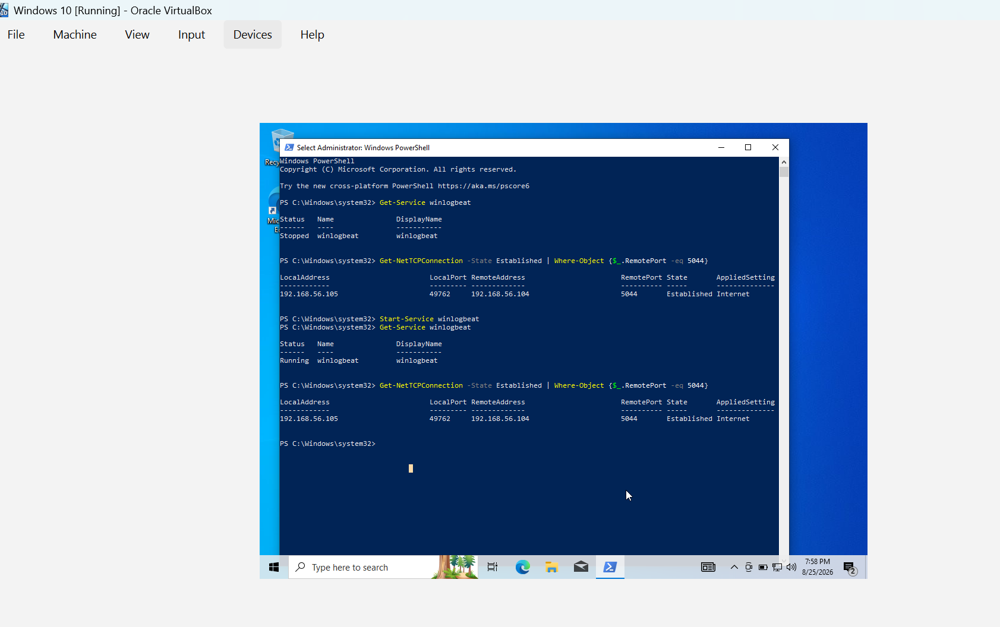 Windows 10 [Running] - Oracle VirtualBox
File Machine View Input Devices Help
Recy
Mic
Ed
Select Administrator: Windows PowerShell
Windows PowerShell
Copyright (C) Microsoft Corporation. All rights reserved.
Try the new cross-platform PowerShell https://aka.ms/pscore6
PS C:\Windows\system32> Get-Service winlogbeat
Status   Name               DisplayName
------   ----               -----------
Stopped  winlogbeat         winlogbeat
PS C:\Windows\system32> Get-NetTCPConnection -State Established | Where-Object {$_.RemotePort -eq 5044}
LocalAddress                        LocalPort RemoteAddress                       RemotePort State       AppliedSetting
------------                        --------- -------------                       ---------- -----       --------------
192.168.56.105                      49762     192.168.56.104                      5044       Established Internet
PS C:\Windows\system32> Start-Service winlogbeat
PS C:\Windows\system32> Get-Service winlogbeat
Status   Name               DisplayName
------   ----               -----------
Running  winlogbeat         winlogbeat
PS C:\Windows\system32> Get-NetTCPConnection -State Established | Where-Object {$_.RemotePort -eq 5044}
LocalAddress                        LocalPort RemoteAddress                       RemotePort State       AppliedSetting
------------                        --------- -------------                       ---------- -----       --------------
192.168.56.105                      49762     192.168.56.104                      5044       Established Internet
PS C:\Windows\system32>
Type here to search
7:58 PM
8/25/2026
2